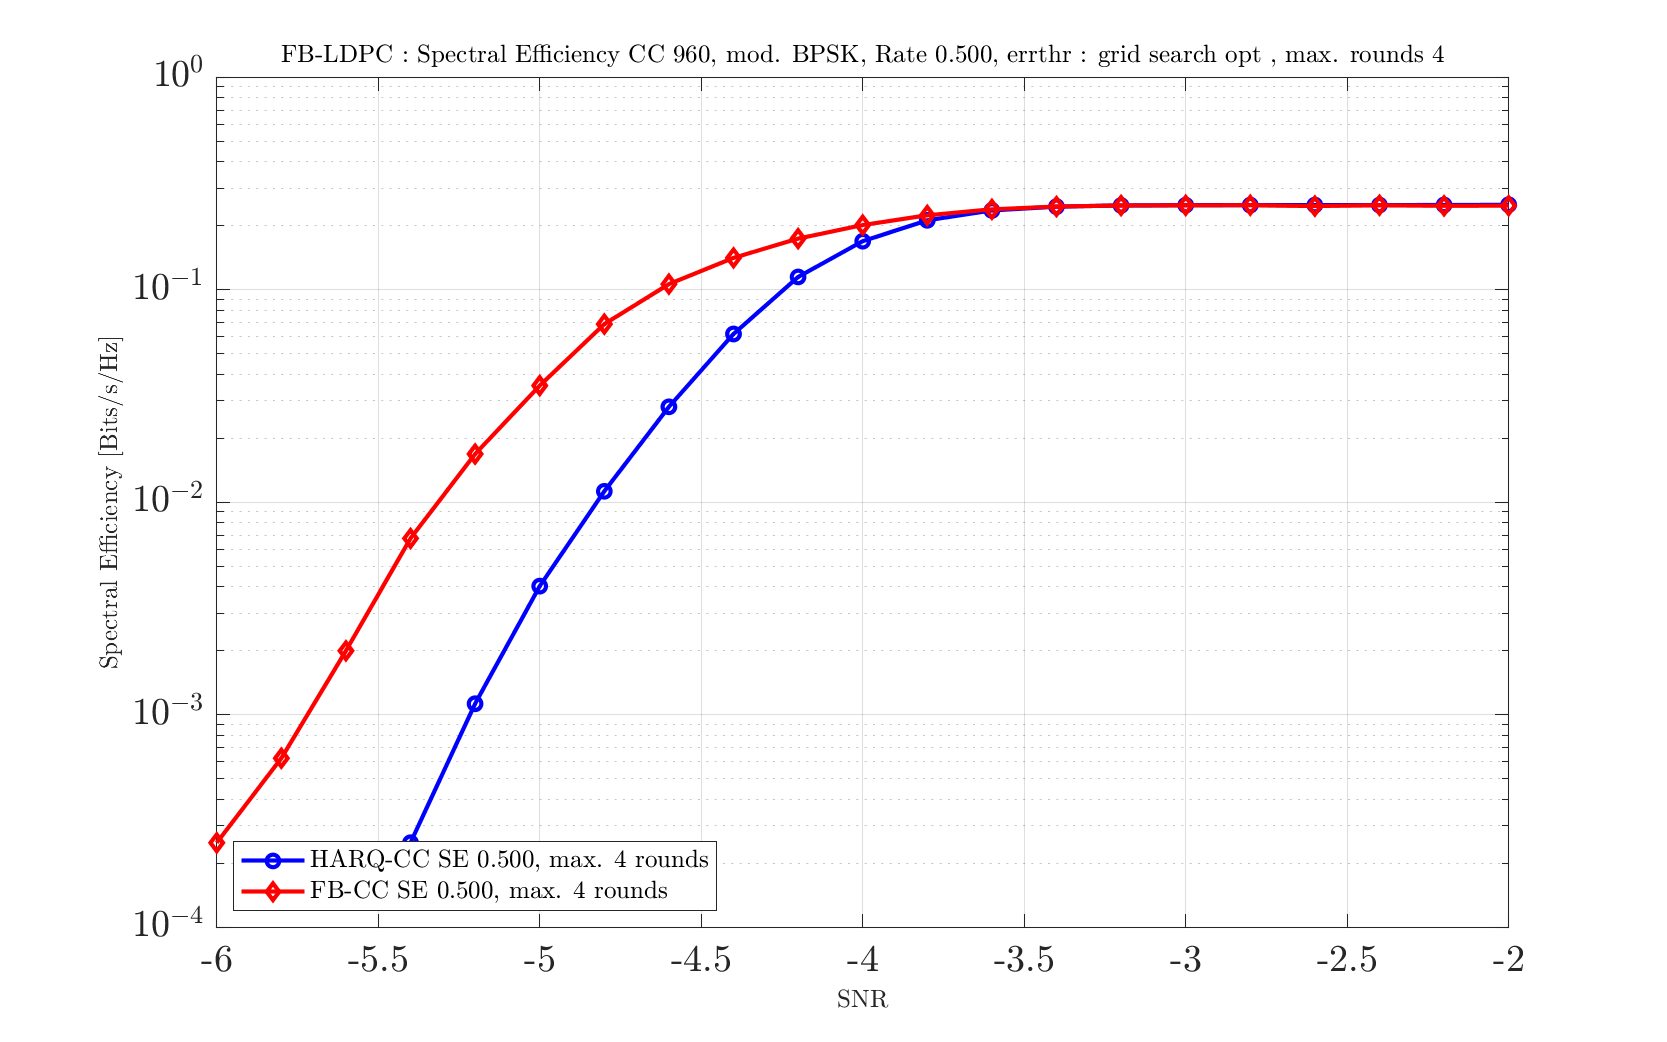 FB-LDPC : Spectral Efficiency CC 960, mod. BPSK, Rate 0.500, errthr : grid search opt , max. rounds 4
10^0
10^-1
10^-2
10^-3
10^-4
Spectral Efficiency [Bits/s/Hz]
HARQ-CC SE 0.500, max. 4 rounds
FB-CC SE 0.500, max. 4 rounds
-6 -5.5 -5 -4.5 -4 -3.5 -3 -2.5 -2
SNR